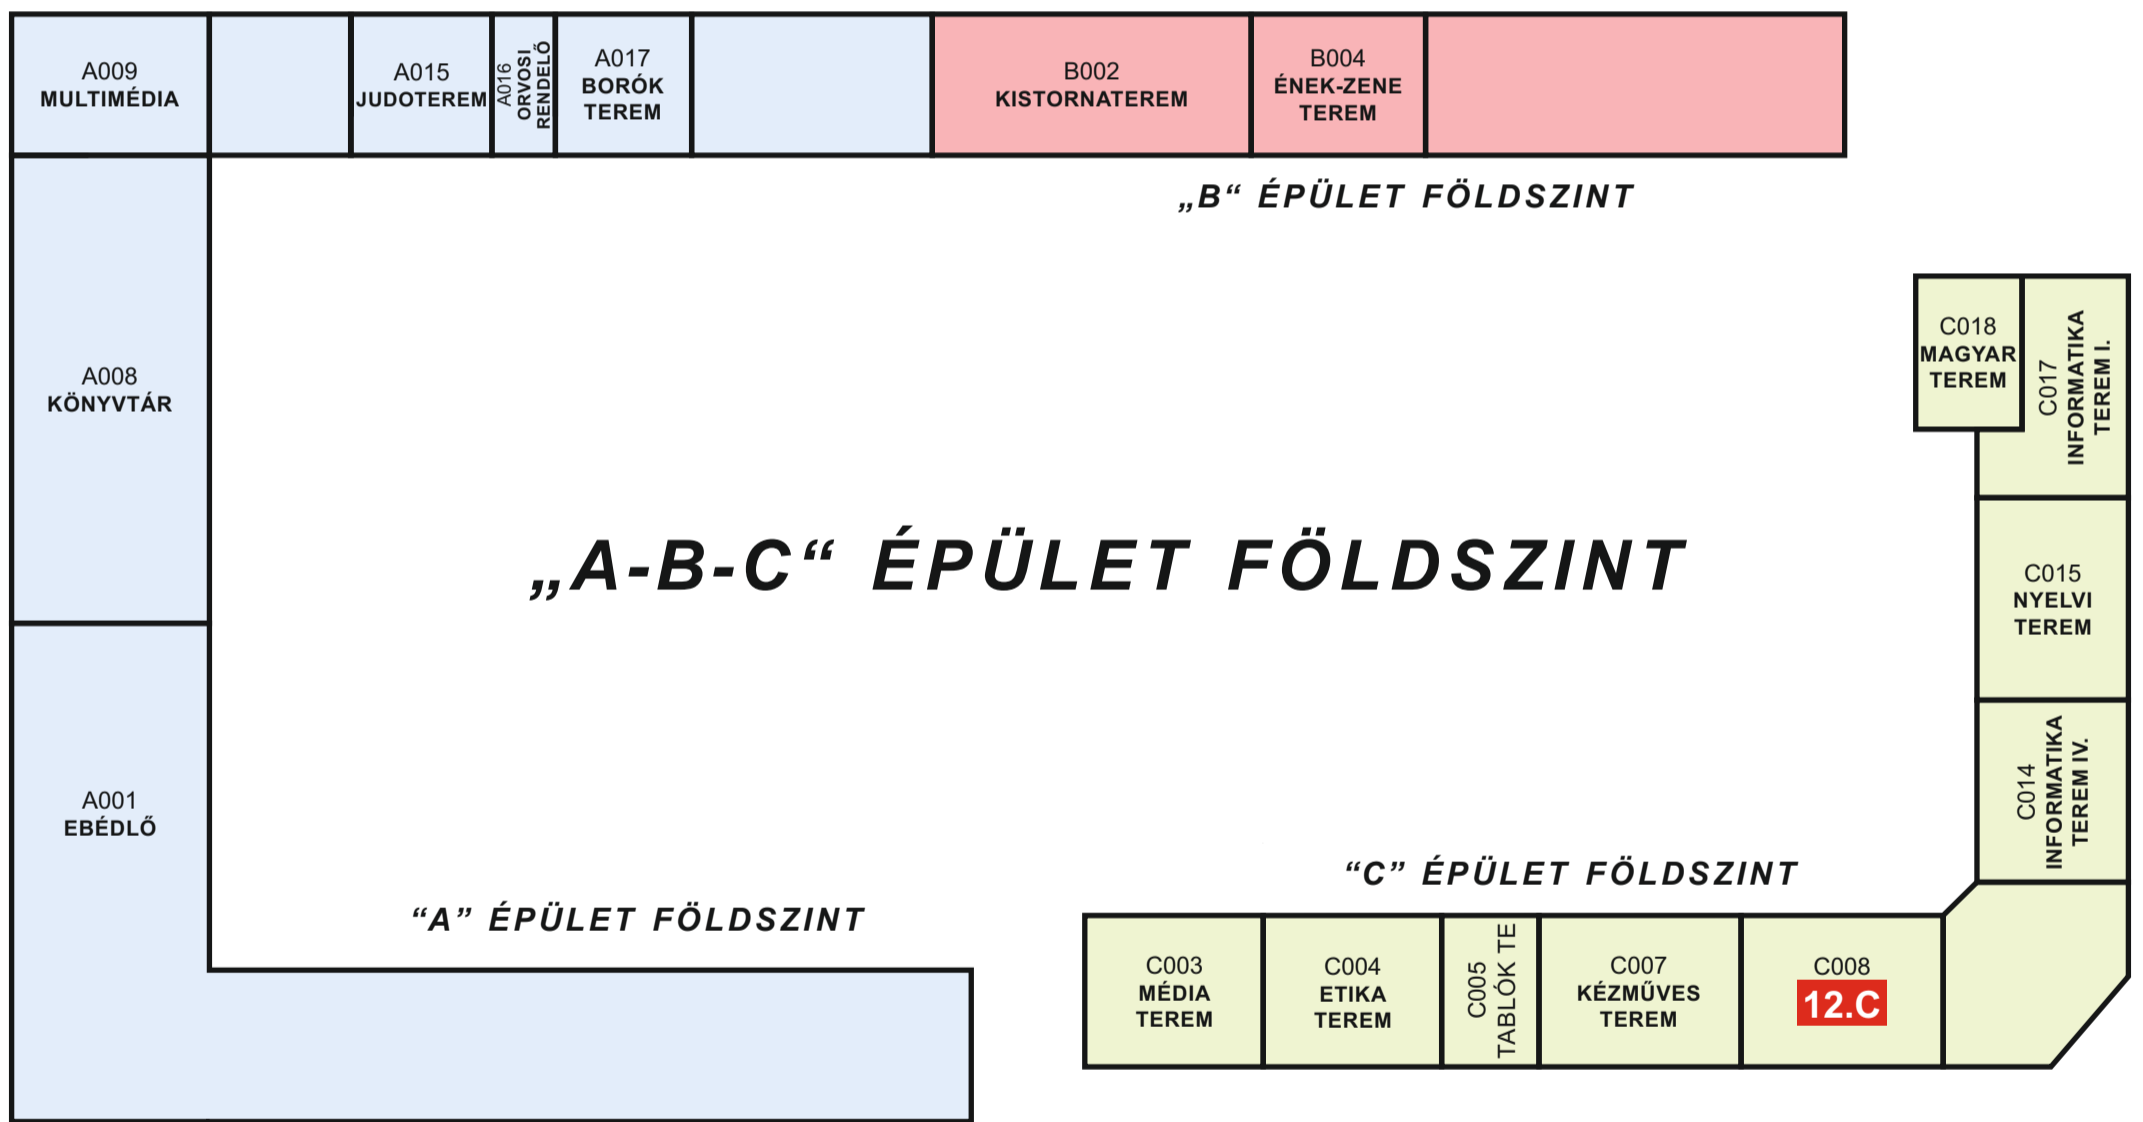 A009
MULTIMÉDIA
A015
JUDOTEREM
A016
ORVOSI
RENDELŐ
A017
BORÓK
TEREM
B002
KISTORNATEREM
B004
ÉNEK-ZENE
TEREM
„B“ ÉPÜLET FÖLDSZINT
A008
KÖNYVTÁR
C018
MAGYAR
TEREM
C017
INFORMATIKA
TEREM I.
„A-B-C“ ÉPÜLET FÖLDSZINT
C015
NYELVI
TEREM
A001
EBÉDLŐ
C014
INFORMATIKA
TEREM IV.
“A” ÉPÜLET FÖLDSZINT
“C” ÉPÜLET FÖLDSZINT
C003
MÉDIA
TEREM
C004
ETIKA
TEREM
C005
TABLÓK TE
C007
KÉZMŰVES
TEREM
C008
12.C